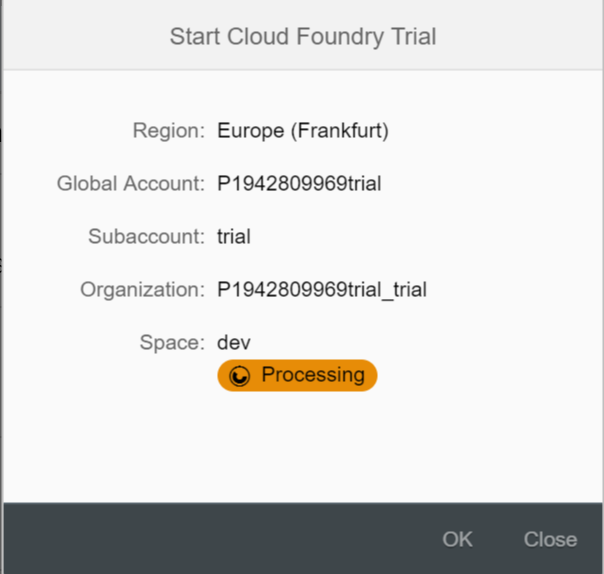 Start Cloud Foundry Trial
Region: Europe (Frankfurt)
Global Account: P1942809969trial
Subaccount: trial
Organization: P1942809969trial_trial
Space: dev
Processing
OK Close